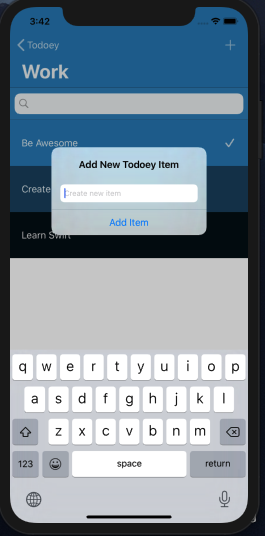 3:42
Todoey
Work
Be Awesome
Add New Todoey Item
Create
Create new item
Add Item
Learn Swift
q w e r t y u i o p
a s d f g h j k l
z x c v b n m
123 space return